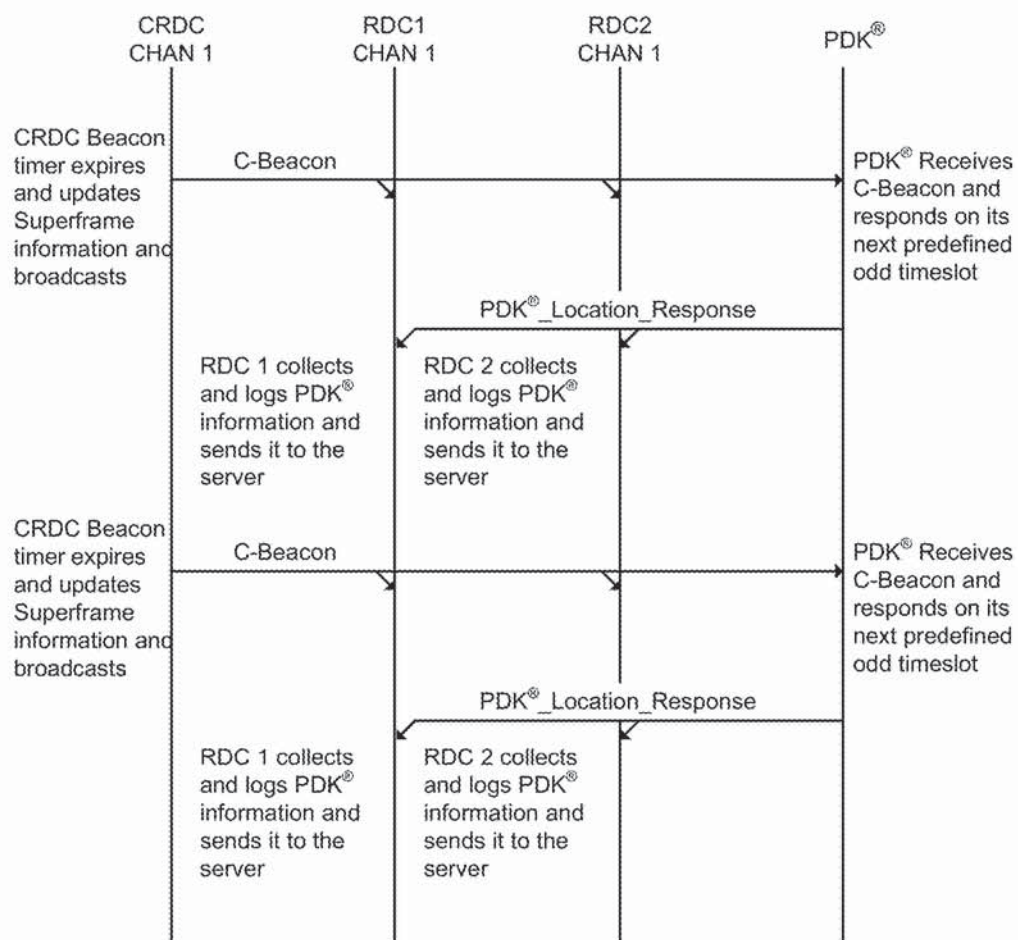 CRDC
CHAN 1
RDC1
CHAN 1
RDC2
CHAN 1
PDK®
CRDC Beacon
timer expires
and updates
Superframe
information and
broadcasts
C-Beacon
PDK® Receives
C-Beacon and
responds on its
next predefined
odd timeslot
PDK®_Location_Response
RDC 1 collects
and logs PDK®
information and
sends it to the
server
RDC 2 collects
and logs PDK®
information and
sends it to the
server
CRDC Beacon
timer expires
and updates
Superframe
information and
broadcasts
C-Beacon
PDK® Receives
C-Beacon and
responds on its
next predefined
odd timeslot
PDK®_Location_Response
RDC 1 collects
and logs PDK®
information and
sends it to the
server
RDC 2 collects
and logs PDK®
information and
sends it to the
server